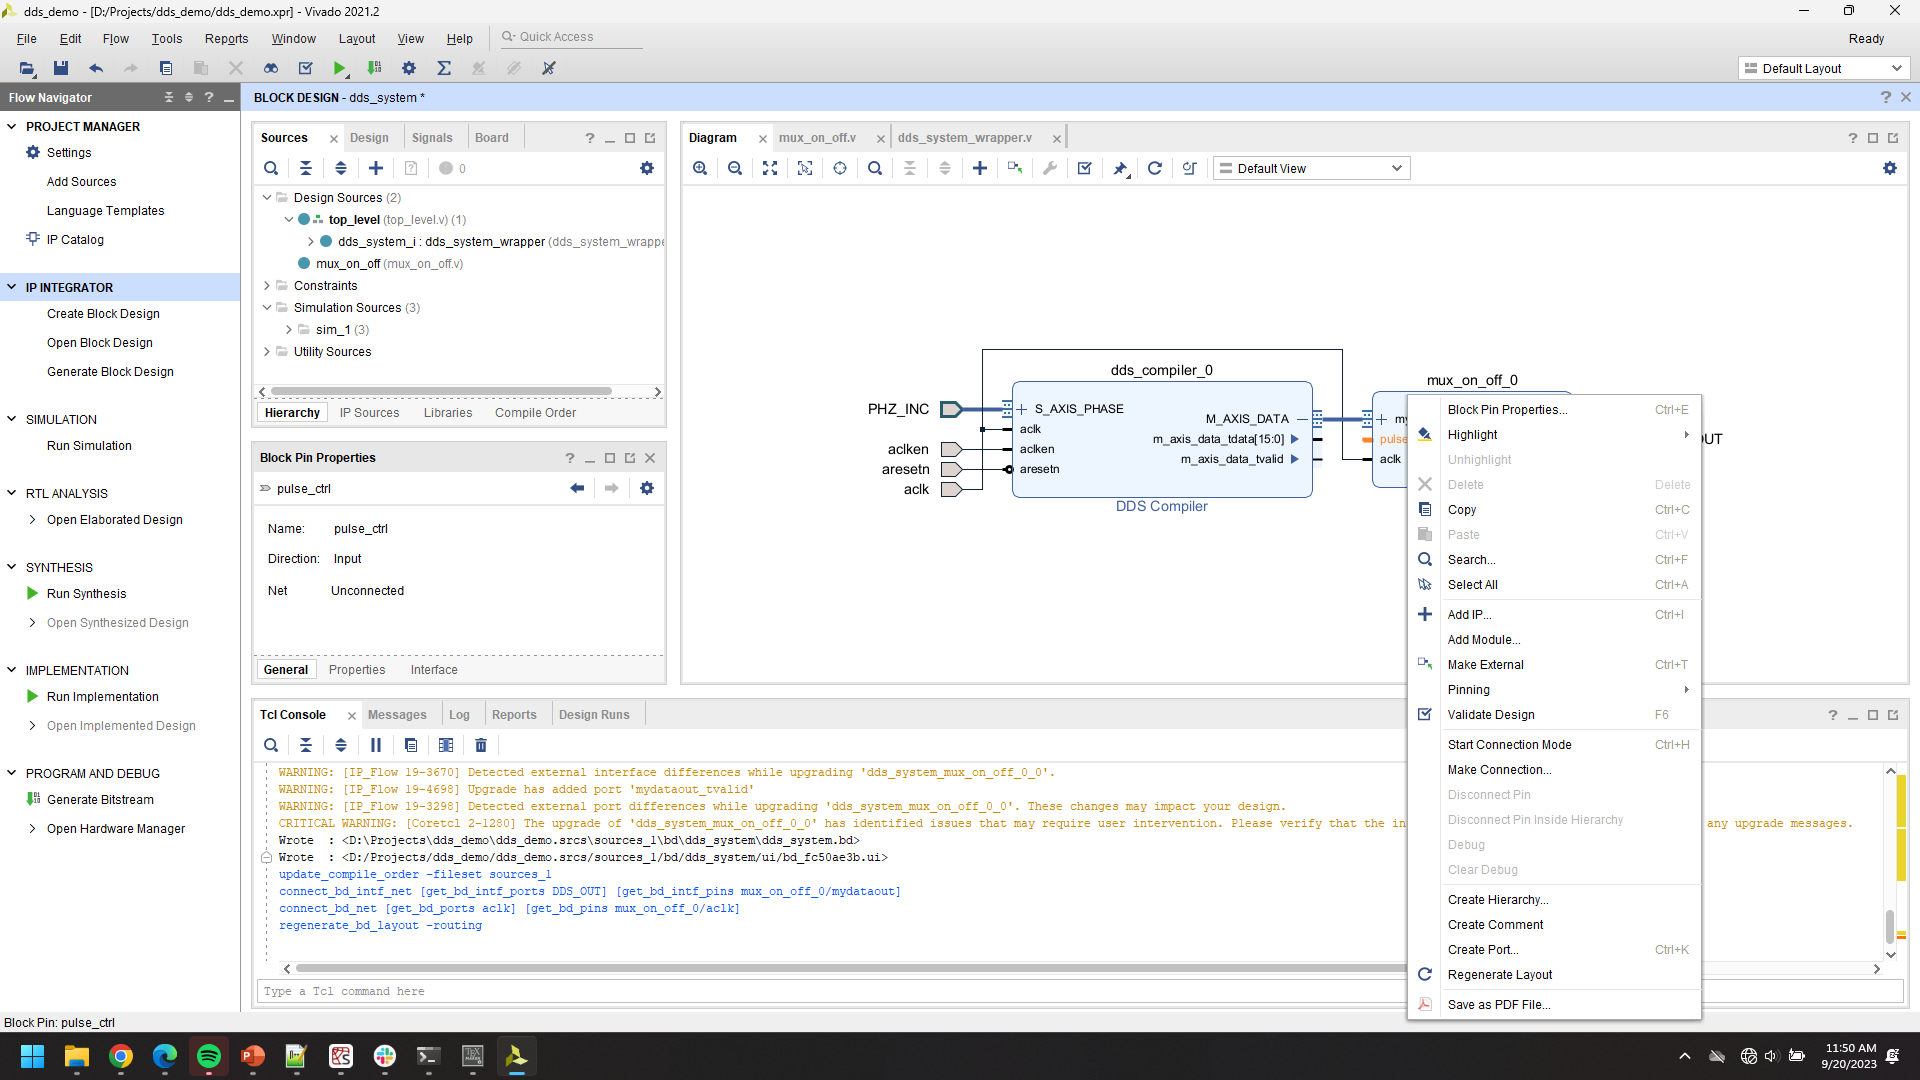 dds_demo - [D:/Projects/dds_demo/dds_demo.xpr] - Vivado 2021.2
File Edit Flow Tools Reports Window Layout View Help Quick Access Ready
Default Layout
Flow Navigator
BLOCK DESIGN - dds_system *
PROJECT MANAGER
Settings
Add Sources
Language Templates
IP Catalog
IP INTEGRATOR
Create Block Design
Open Block Design
Generate Block Design
SIMULATION
Run Simulation
RTL ANALYSIS
Open Elaborated Design
SYNTHESIS
Run Synthesis
Open Synthesized Design
IMPLEMENTATION
Run Implementation
Open Implemented Design
PROGRAM AND DEBUG
Generate Bitstream
Open Hardware Manager
Sources Design Signals Board
0
Design Sources (2)
top_level (top_level.v) (1)
dds_system_i : dds_system_wrapper (dds_system_wrappe
mux_on_off (mux_on_off.v)
Constraints
Simulation Sources (3)
sim_1 (3)
Utility Sources
Hierarchy IP Sources Libraries Compile Order
Block Pin Properties
pulse_ctrl
Name: pulse_ctrl
Direction: Input
Net Unconnected
General Properties Interface
Diagram mux_on_off.v dds_system_wrapper.v
Default View
dds_compiler_0
mux_on_off_0
PHZ_INC
S_AXIS_PHASE
aclk
aclken
aclken
aresetn
aresetn
aclk
M_AXIS_DATA
m_axis_data_tdata[15:0]
m_axis_data_tvalid
DDS Compiler
my
pulse
aclk
OUT
Block Pin Properties... Ctrl+E
Highlight
Unhighlight
Delete Delete
Copy Ctrl+C
Paste Ctrl+V
Search... Ctrl+F
Select All Ctrl+A
Add IP... Ctrl+I
Add Module...
Make External Ctrl+T
Pinning
Validate Design F6
Start Connection Mode Ctrl+H
Make Connection...
Disconnect Pin
Disconnect Pin Inside Hierarchy
Debug
Clear Debug
Create Hierarchy...
Create Comment
Create Port... Ctrl+K
Regenerate Layout
Save as PDF File...
Tcl Console Messages Log Reports Design Runs
WARNING: [IP_Flow 19-3670] Detected external interface differences while upgrading 'dds_system_mux_on_off_0_0'.
WARNING: [IP_Flow 19-4698] Upgrade has added port 'mydataout_tvalid'
WARNING: [IP_Flow 19-3298] Detected external port differences while upgrading 'dds_system_mux_on_off_0_0'. These changes may impact your design.
CRITICAL WARNING: [Coretcl 2-1280] The upgrade of 'dds_system_mux_on_off_0_0' has identified issues that may require user intervention. Please verify that the in any upgrade messages.
Wrote : <D:\Projects\dds_demo\dds_demo.srcs\sources_1\bd\dds_system\dds_system.bd>
Wrote : <D:/Projects/dds_demo/dds_demo.srcs/sources_1/bd/dds_system/ui/bd_fc50ae3b.ui>
update_compile_order -fileset sources_1
connect_bd_intf_net [get_bd_intf_ports DDS_OUT] [get_bd_intf_pins mux_on_off_0/mydataout]
connect_bd_net [get_bd_ports aclk] [get_bd_pins mux_on_off_0/aclk]
regenerate_bd_layout -routing
Type a Tcl command here
Block Pin: pulse_ctrl
11:50 AM
9/20/2023